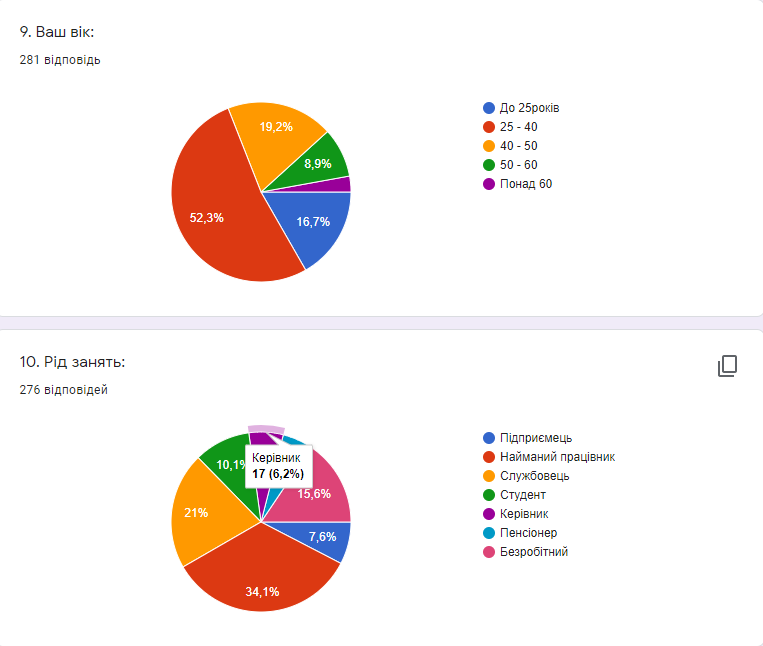 9. Ваш вік:
281 відповідь
19,2%
8,9%
52,3%
16,7%
До 25років
25 - 40
40 - 50
50 - 60
Понад 60
10. Рід занять:
276 відповідей
10,1%
Керівник
17 (6,2%)
15,6%
21%
7,6%
34,1%
Підприємець
Найманий працівник
Службовець
Студент
Керівник
Пенсіонер
Безробітний